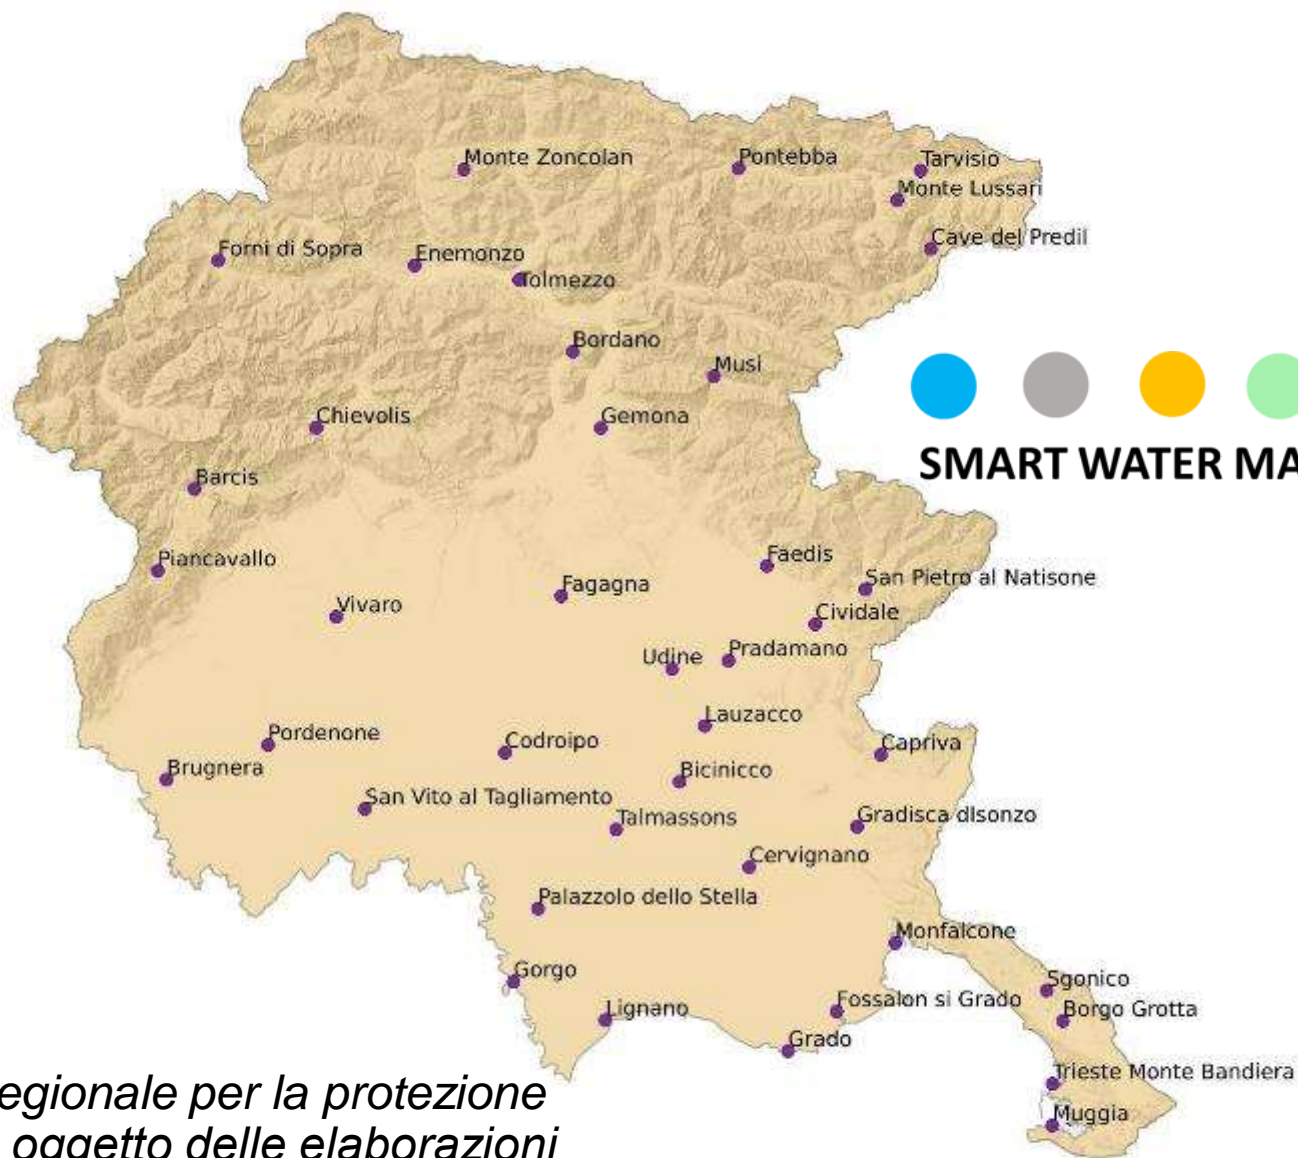 Monte Zoncolan
Pontebba
Tarvisio
Monte Lussari
Cave del Predil
Forni di Sopra
Enemonzo
Tolmezzo
Bordano
Musi
Chievolis
Gemona
SMART WATER MA
Barcis
Piancavallo
Faedis
San Pietro al Natisone
Fagagna
Vivaro
Cividale
Udine
Pradamano
Lauzacco
Pordenone
Codroipo
Capriva
Brugnera
Bicinicco
San Vito al Tagliamento
Talmassons
Gradisca dIsonzo
Cervignano
Palazzolo dello Stella
Monfalcone
Gorgo
Sgonico
Lignano
Fossalon si Grado
Borgo Grotta
Grado
Trieste Monte Bandiera
Muggia
egionale per la protezione
oggetto delle elaborazioni